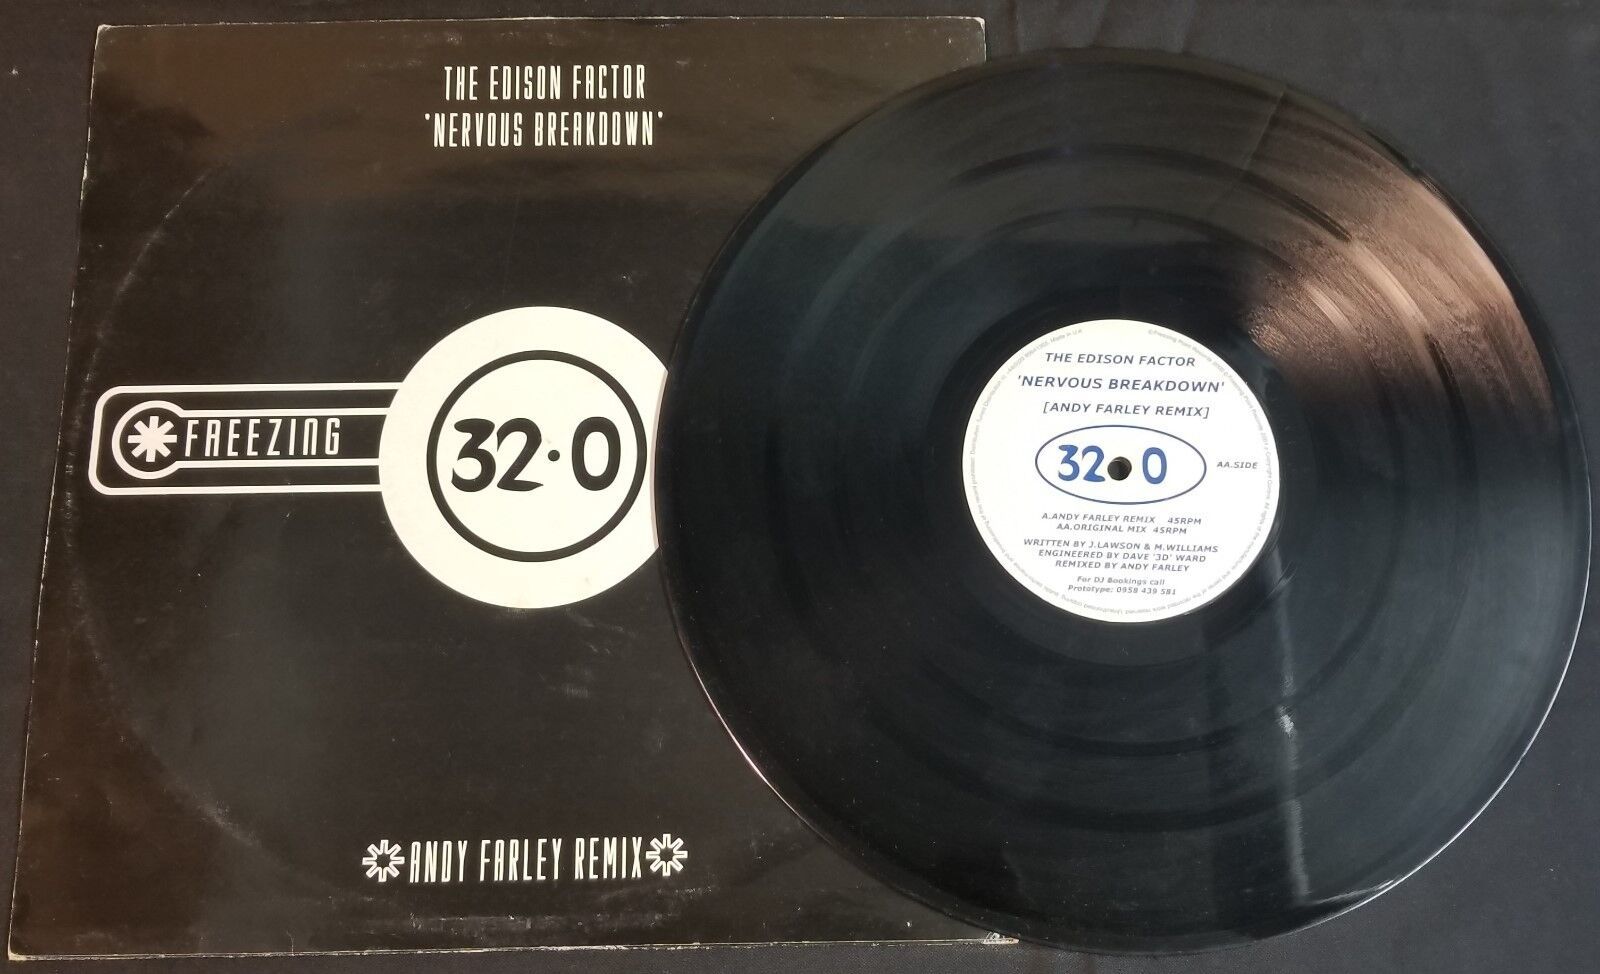 THE EDISON FACTOR
'NERVOUS BREAKDOWN'
FREEZING
32·0
ANDY FARLEY REMIX
THE EDISON FACTOR
'NERVOUS BREAKDOWN'
[ANDY FARLEY REMIX]
32 0
AA.SIDE
A.ANDY FARLEY REMIX 45RPM
AA.ORIGINAL MIX 45RPM
WRITTEN BY J.LAWSON & M.WILLIAMS
ENGINEERED BY DAVE '3D' WARD
REMIXED BY ANDY FARLEY
For DJ Bookings call
Prototype: 0958 439 581